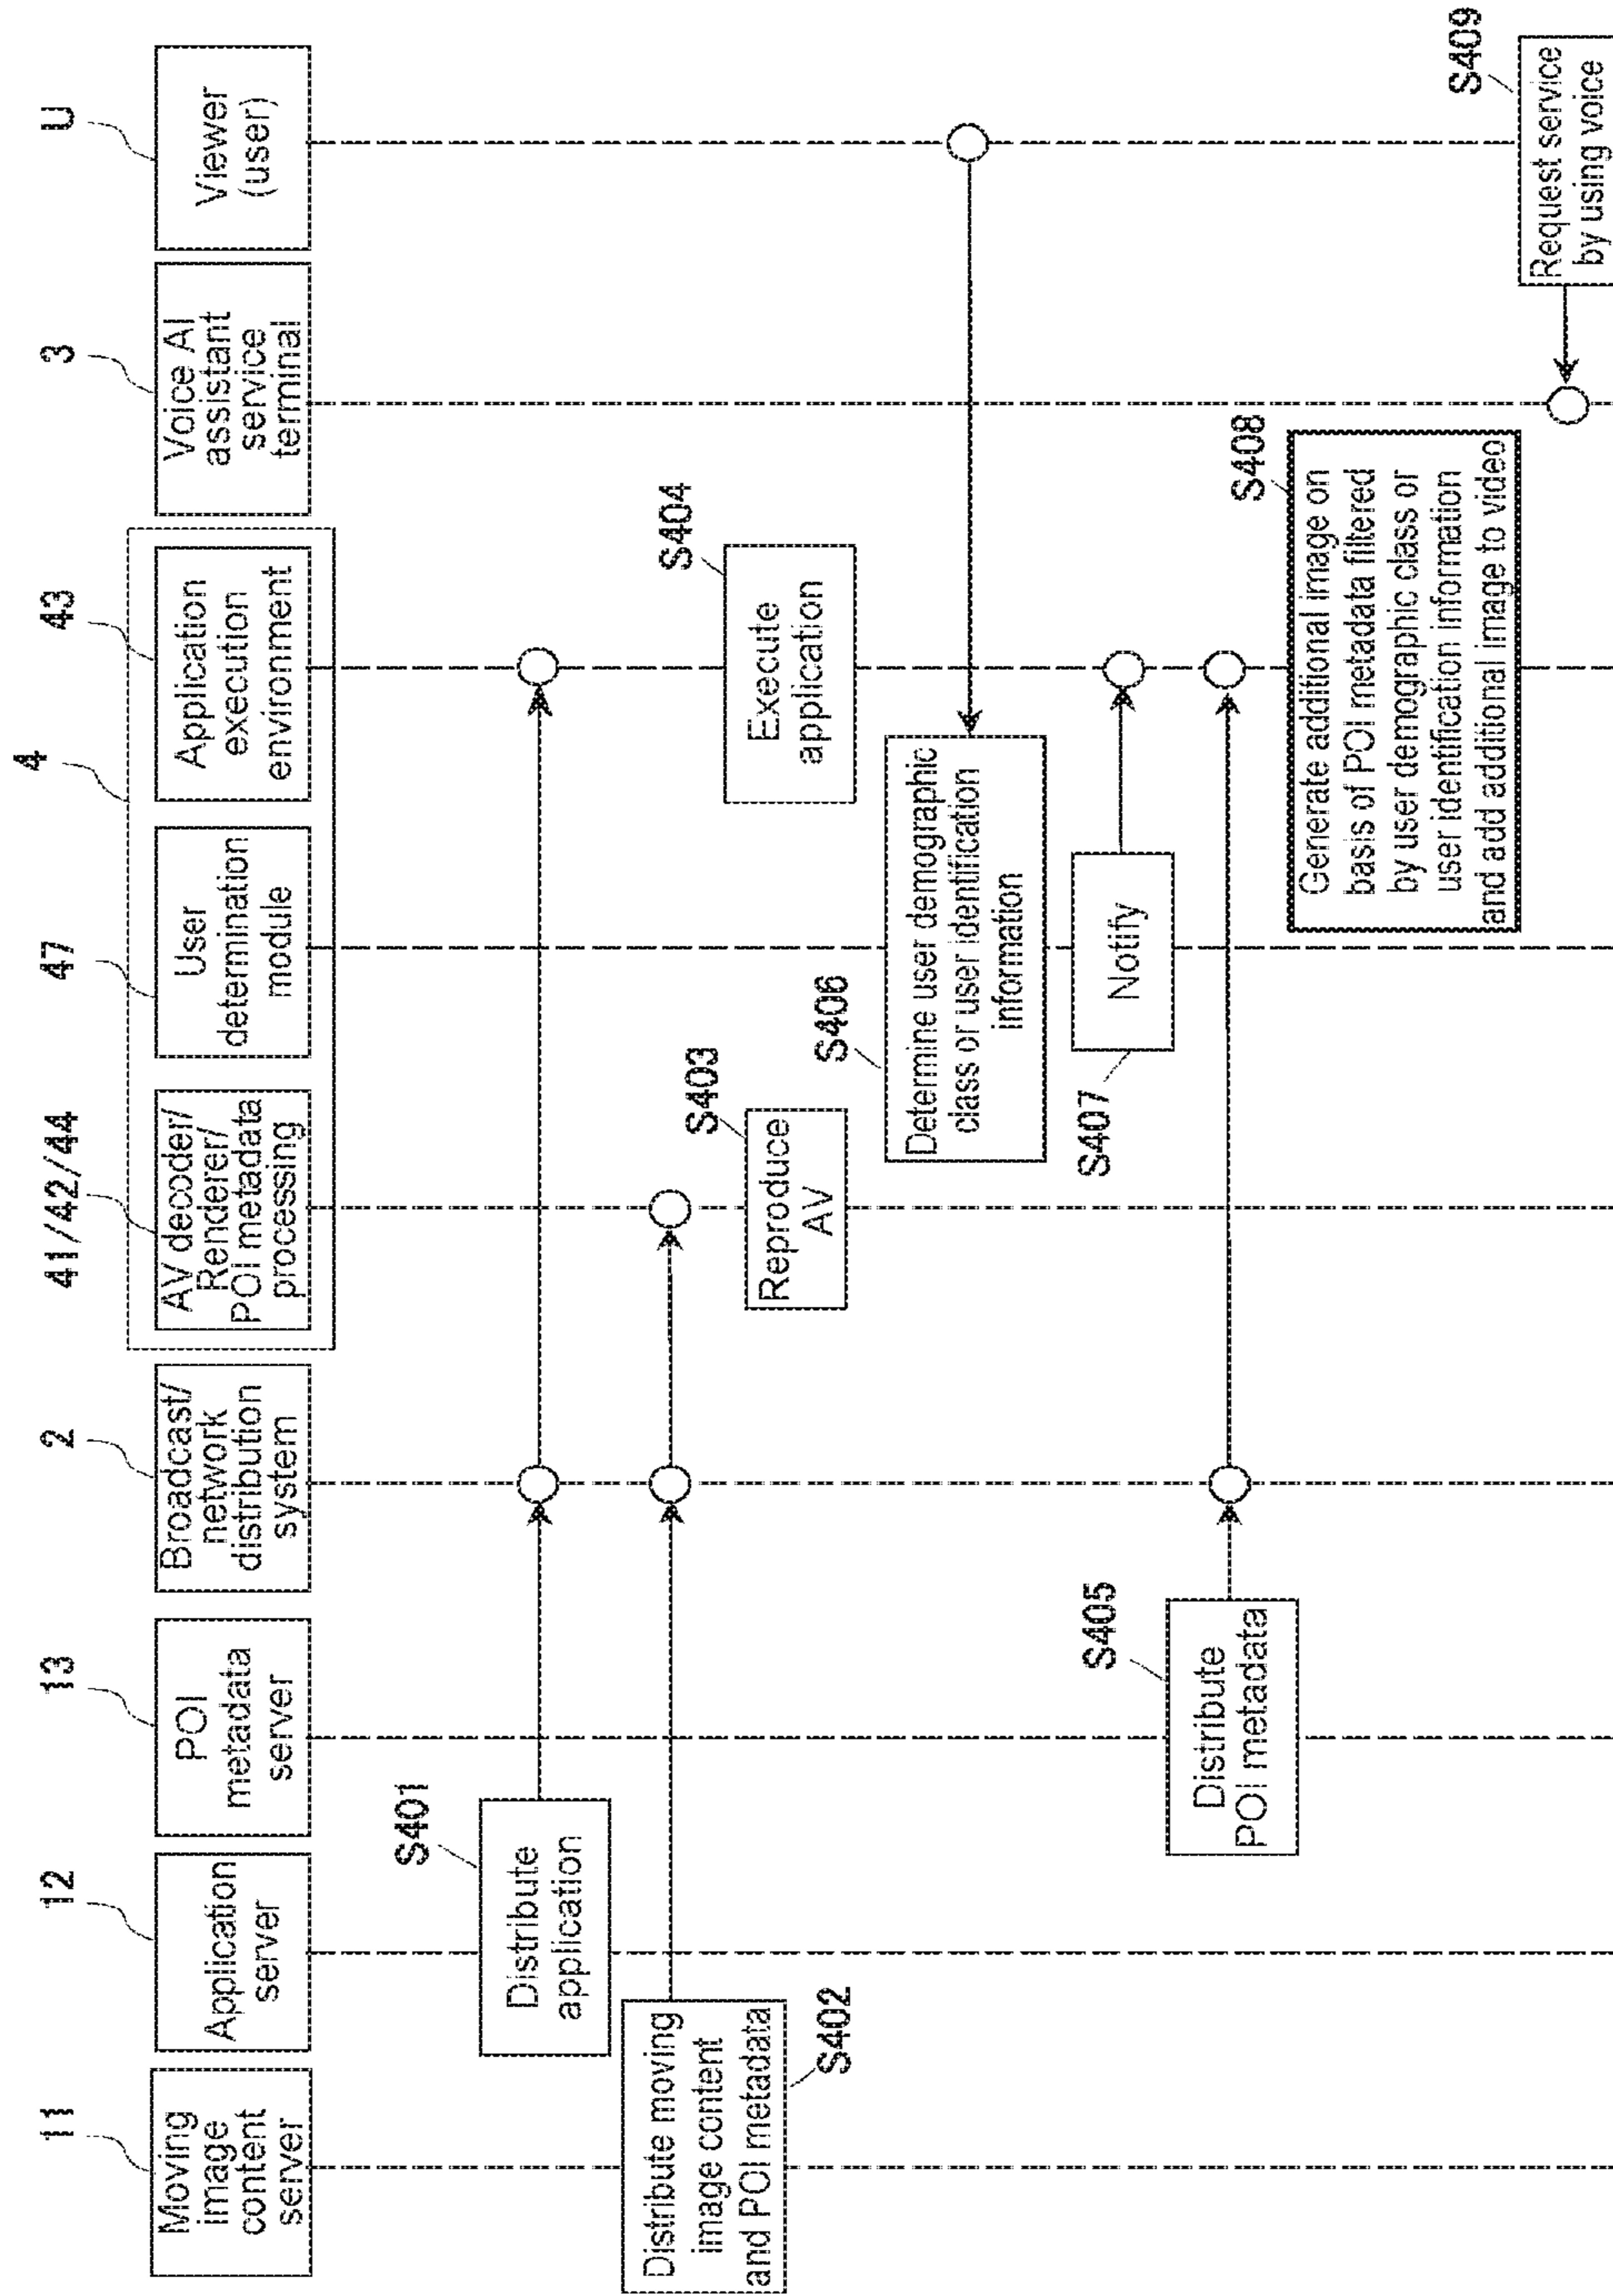 11
Moving
image
content
server
12
Application
server
13
POI
metadata
server
2
Broadcast/
network
distribution
system
4
41/42/44
AV decoder/
Renderer/
POI metadata
processing
47
User
determination
module
43
Application
execution
environment
3
Voice AI
assistant
service
terminal
U
Viewer
(user)
S401
Distribute
application
Distribute moving
image content
and POI metadata
S402
S403
Reproduce
AV
S404
Execute
application
S406
Determine user demographic
class or user identification
information
S407
Notify
S405
Distribute
POI metadata
S408
Generate additional image on
basis of POI metadata filtered
by user demographic class or
user identification information
and add additional image to video
S409
Request service
by using voice